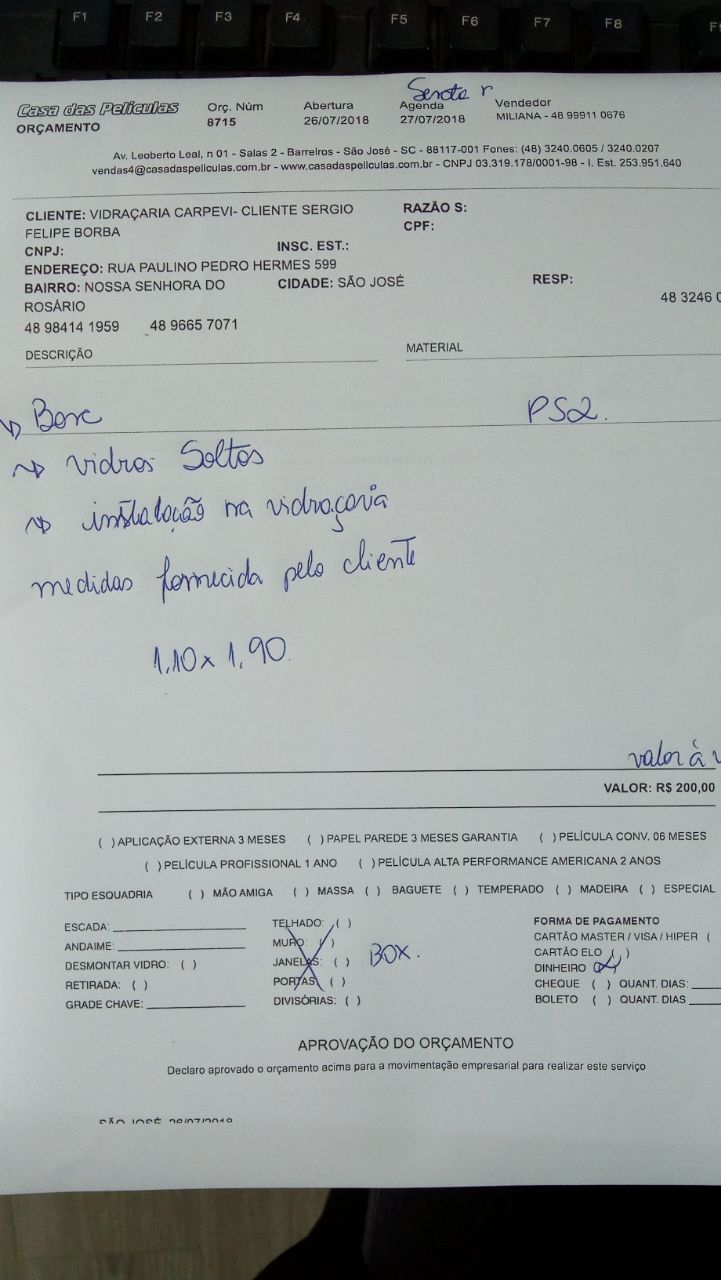 F1 F2 F3 F4 F5 F6 F7 F8
Casa das Películas
ORÇAMENTO
Orç. Núm
8715
Abertura
26/07/2018
Agenda
27/07/2018
Vendedor
MILIANA - 48 99911 0676
Av. Leoberto Leal, n 01 - Salas 2 - Barreiros - São José - SC - 88117-001 Fones: (48) 3240.0605 / 3240.0207
vendas4@casadaspeliculas.com.br - www.casadaspeliculas.com.br - CNPJ 03.319.178/0001-98 - I. Est. 253.951.640
CLIENTE: VIDRAÇARIA CARPEVI- CLIENTE SERGIO RAZÃO S:
FELIPE BORBA CPF:
CNPJ: INSC. EST.:
ENDEREÇO: RUA PAULINO PEDRO HERMES 599
BAIRRO: NOSSA SENHORA DO CIDADE: SÃO JOSÉ RESP:
ROSÁRIO 48 3246
48 98414 1959 48 9665 7071
DESCRIÇÃO MATERIAL
PS2.
vidros Soltos
instalação na vidraçaria
medidas fornecida pelo cliente
1,10 x 1,90.
valor à
VALOR: R$ 200,00
( ) APLICAÇÃO EXTERNA 3 MESES ( ) PAPEL PAREDE 3 MESES GARANTIA ( ) PELÍCULA CONV. 06 MESES
( ) PELÍCULA PROFISSIONAL 1 ANO ( ) PELÍCULA ALTA PERFORMANCE AMERICANA 2 ANOS
TIPO ESQUADRIA ( ) MÃO AMIGA ( ) MASSA ( ) BAGUETE ( ) TEMPERADO ( ) MADEIRA ( ) ESPECIAL
ESCADA:
ANDAIME:
DESMONTAR VIDRO: ( )
RETIRADA: ( )
GRADE CHAVE:
TELHADO: ( )
MURO: ( )
JANELAS: ( )
PORTAS: ( )
DIVISÓRIAS: ( )
BOX.
FORMA DE PAGAMENTO
CARTÃO MASTER / VISA / HIPER (
CARTÃO ELO ( )
DINHEIRO (x)
CHEQUE ( ) QUANT. DIAS:
BOLETO ( ) QUANT. DIAS
APROVAÇÃO DO ORÇAMENTO
Declaro aprovado o orçamento acima para a movimentação empresarial para realizar este serviço
SÃO JOSÉ 26/07/2018